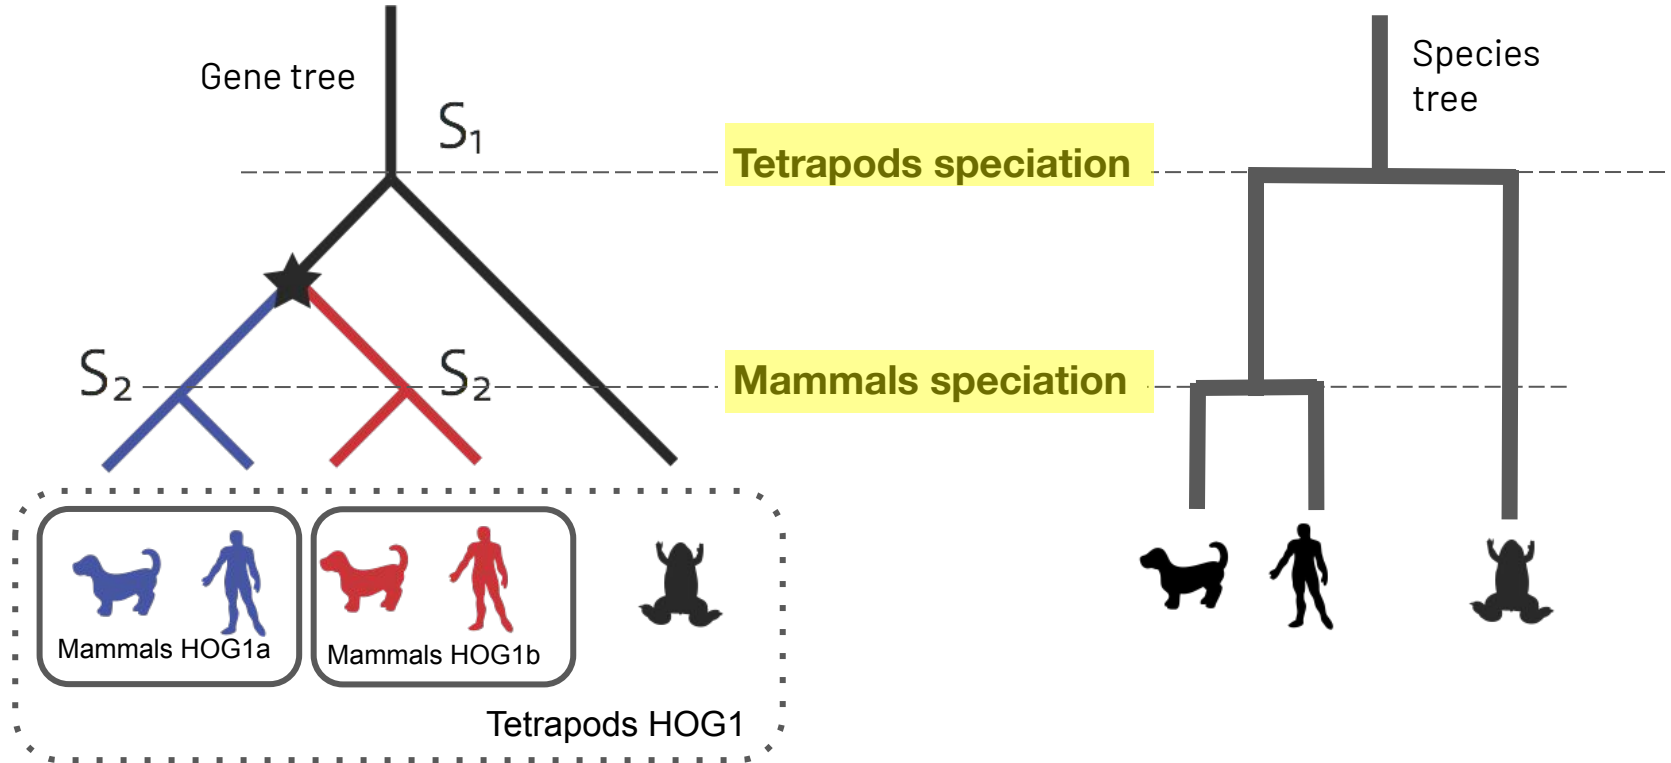 Gene tree
S₁
Species
tree
Tetrapods speciation
S₂
S₂
Mammals speciation
Mammals HOG1a
Mammals HOG1b
Tetrapods HOG1